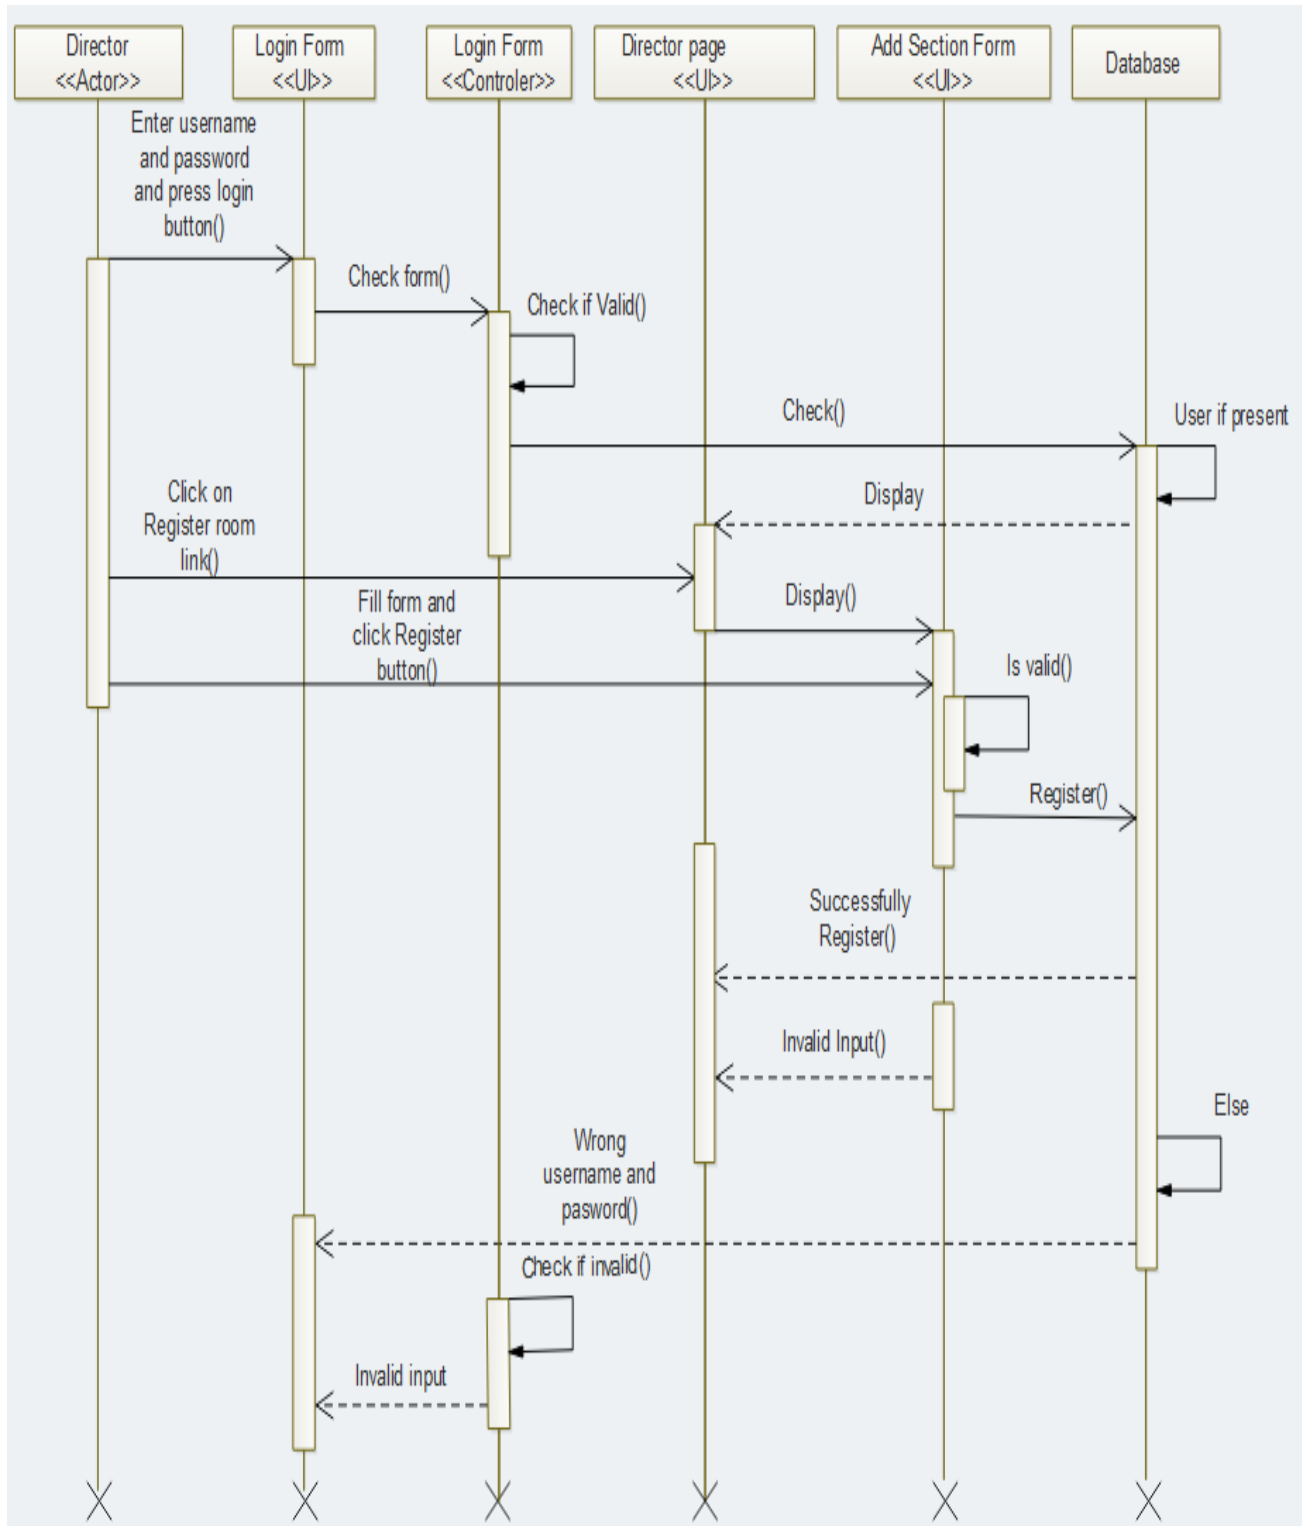 Director
<<Actor>>
Login Form
<<UI>>
Login Form
<<Controler>>
Director page
<<UI>>
Add Section Form
<<UI>>
Database
Enter username
and password
and press login
button()
Check form()
Check if Valid()
Check()
User if present
Display
Click on
Register room
link()
Display()
Fill form and
click Register
button()
Is valid()
Register()
Successfully
Register()
Invalid Input()
Else
Wrong
username and
pasword()
Check if invalid()
Invalid input